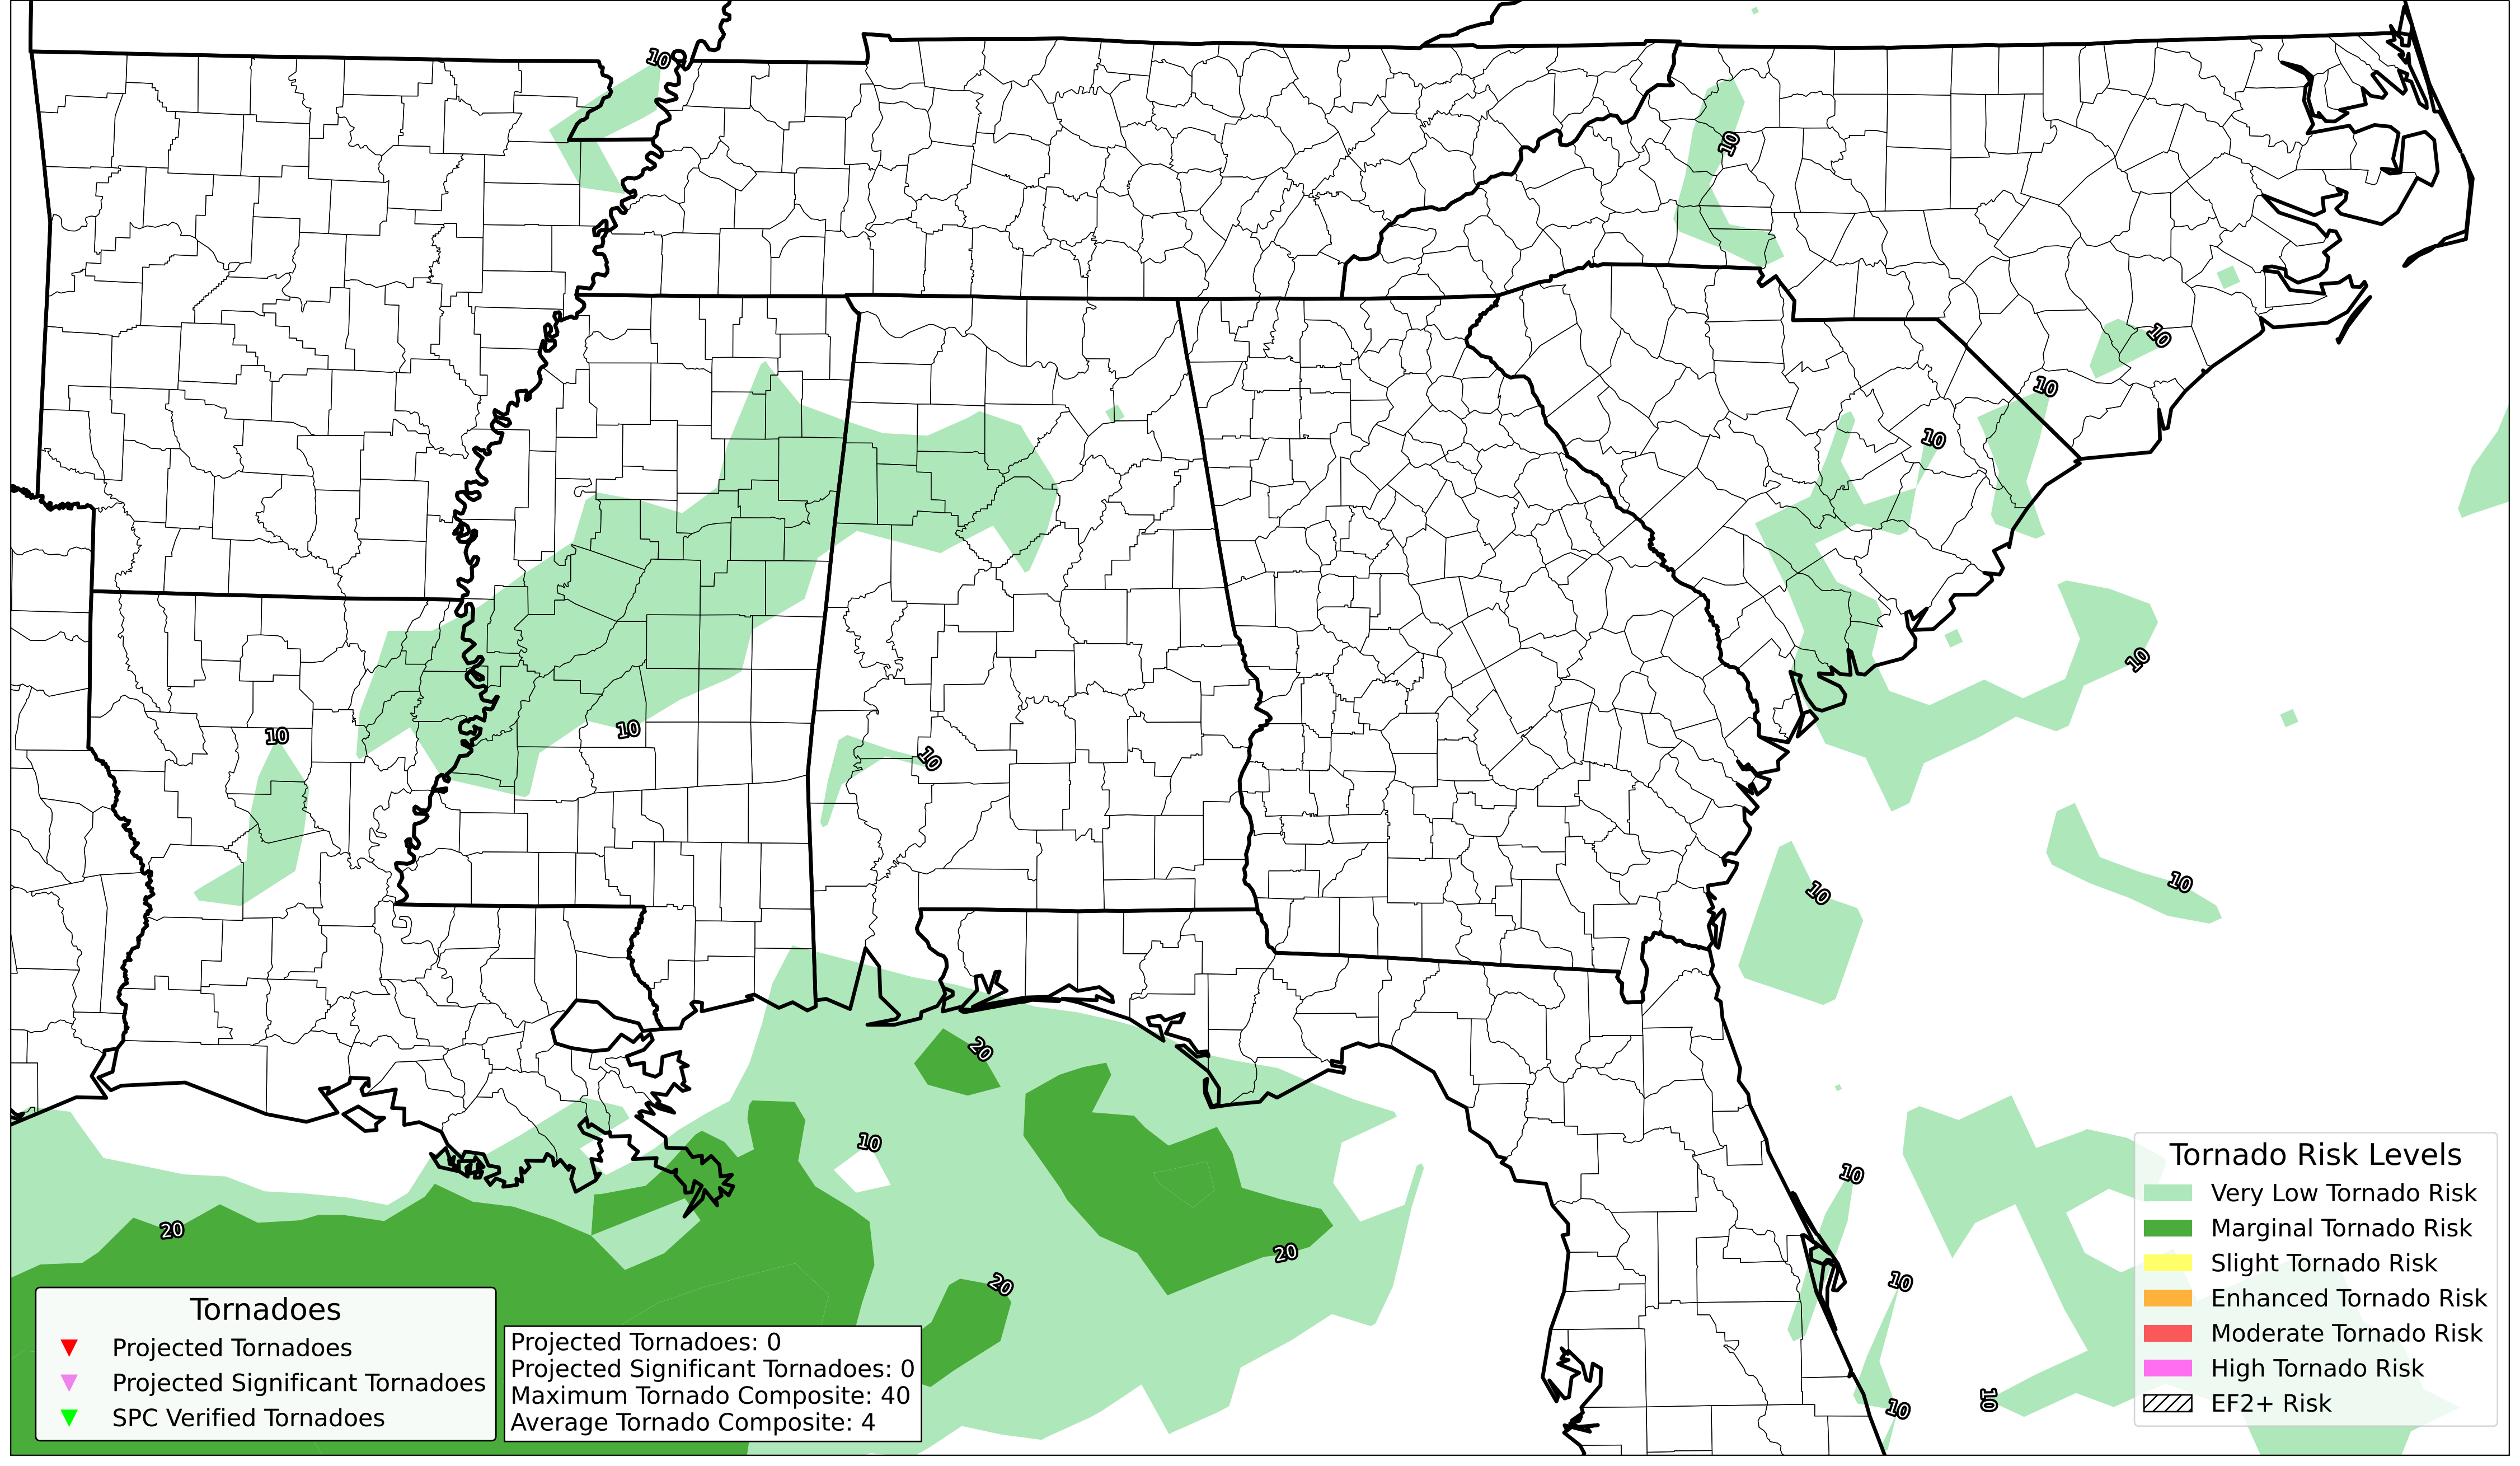 10
10
10
10
10
10
10
10
10
10
10
10
20
10
10
20
20
10
20
10
Tornado Risk Levels
Very Low Tornado Risk
Marginal Tornado Risk
Slight Tornado Risk
Enhanced Tornado Risk
Moderate Tornado Risk
High Tornado Risk
EF2+ Risk
Tornadoes
Projected Tornadoes
Projected Significant Tornadoes
SPC Verified Tornadoes
Projected Tornadoes: 0
Projected Significant Tornadoes: 0
Maximum Tornado Composite: 40
Average Tornado Composite: 4
10
10